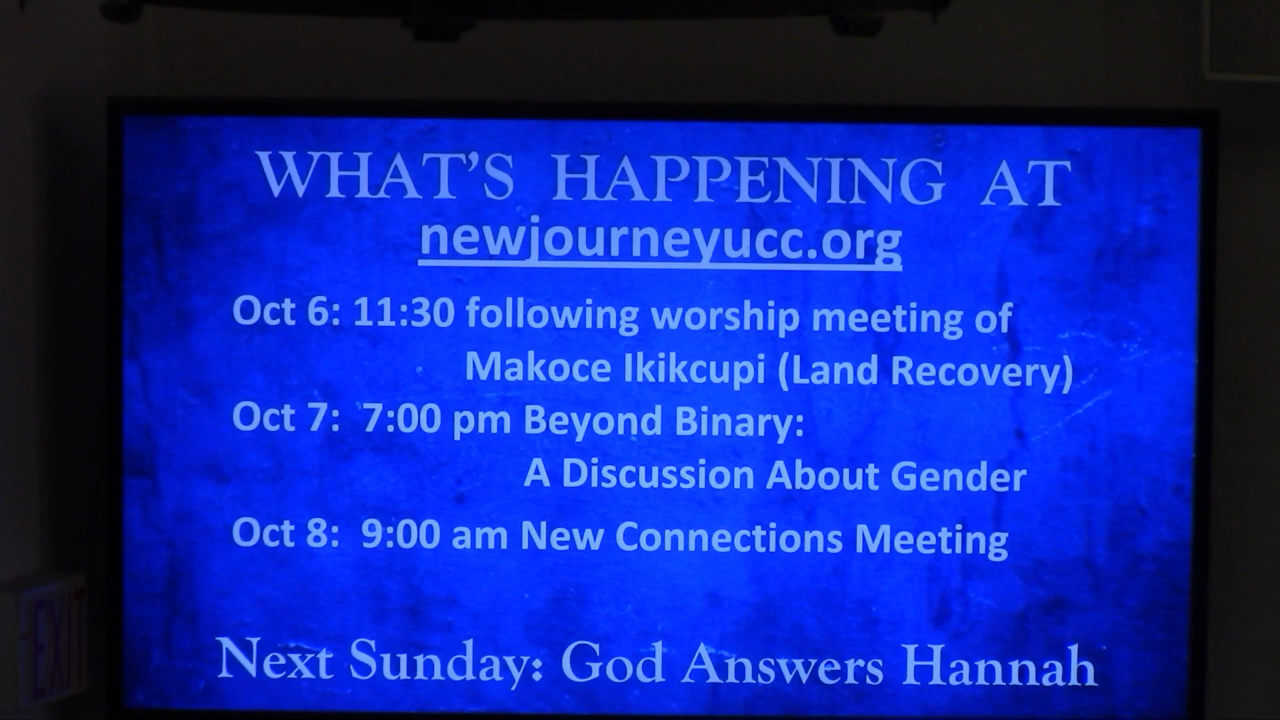 WHAT'S HAPPENING AT
newjourneyucc.org
Oct 6: 11:30 following worship meeting of
Makoce Ikikcupi (Land Recovery)
Oct 7: 7:00 pm Beyond Binary:
A Discussion About Gender
Oct 8: 9:00 am New Connections Meeting
Next Sunday: God Answers Hannah
EXIT